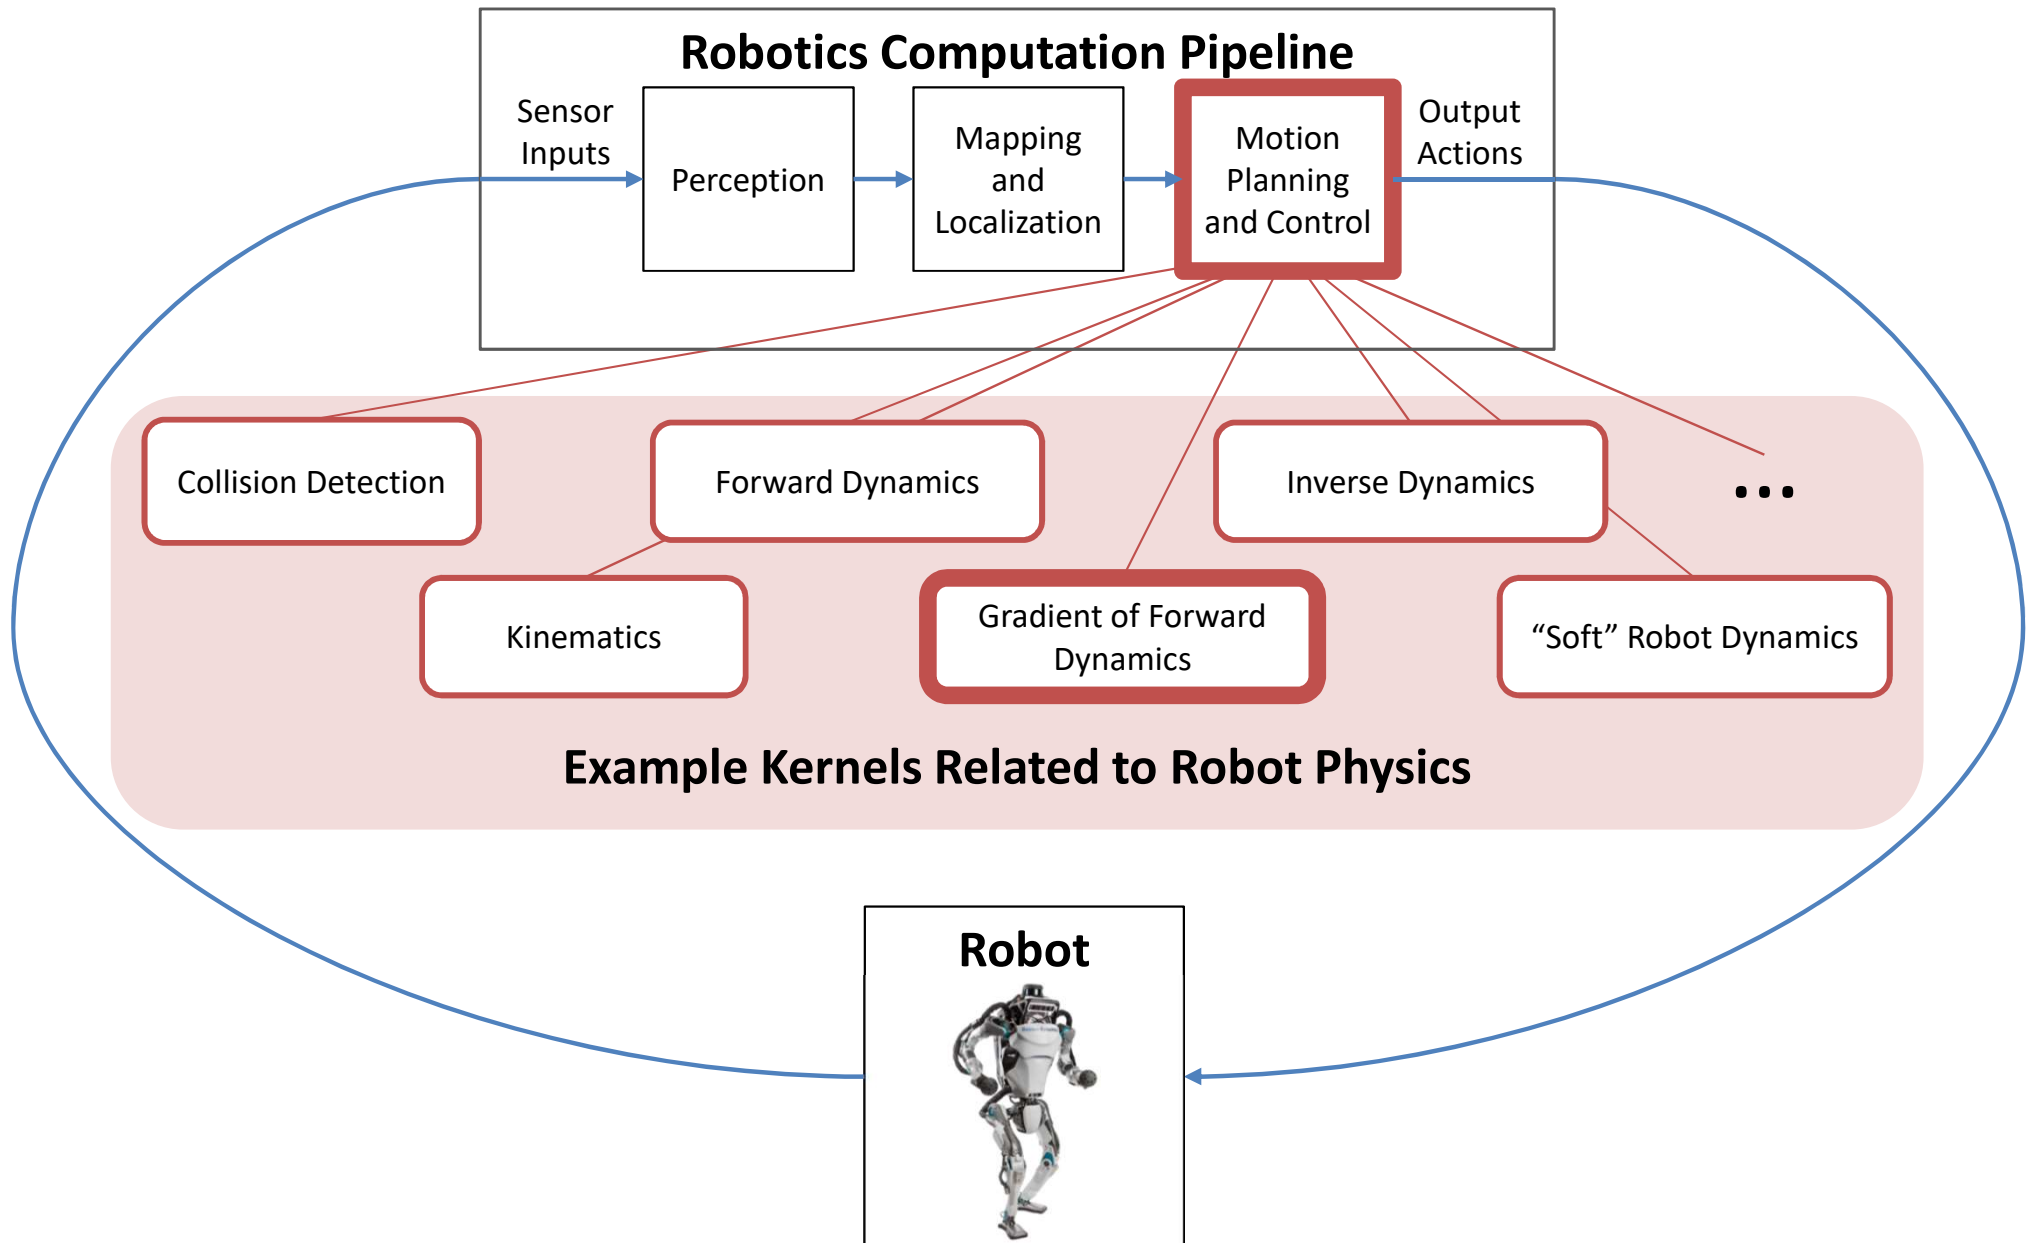 Robotics Computation Pipeline
Sensor
Inputs
Perception
Mapping
and
Localization
Motion
Planning
and Control
Output
Actions
Collision Detection
Forward Dynamics
Inverse Dynamics
...
Kinematics
Gradient of Forward
Dynamics
“Soft” Robot Dynamics
Example Kernels Related to Robot Physics
Robot